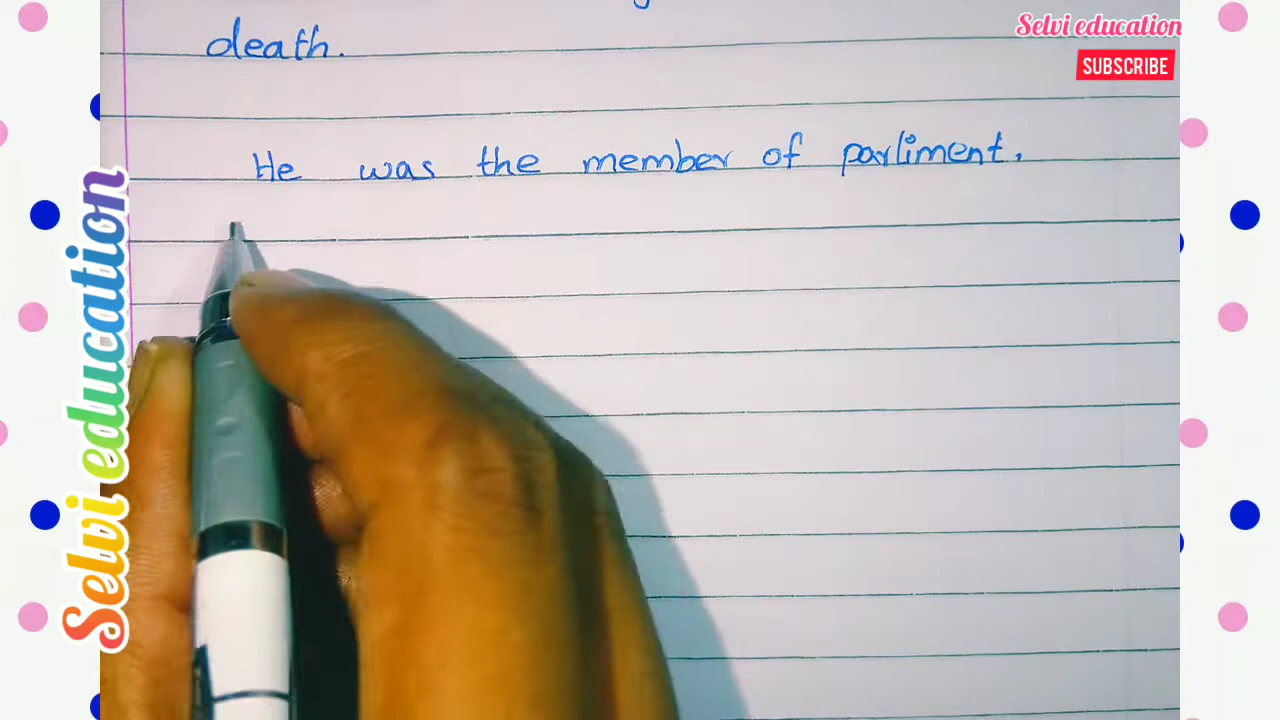 Selvi education
SUBSCRIBE
death.
He was the member of parliment.
Selvi education